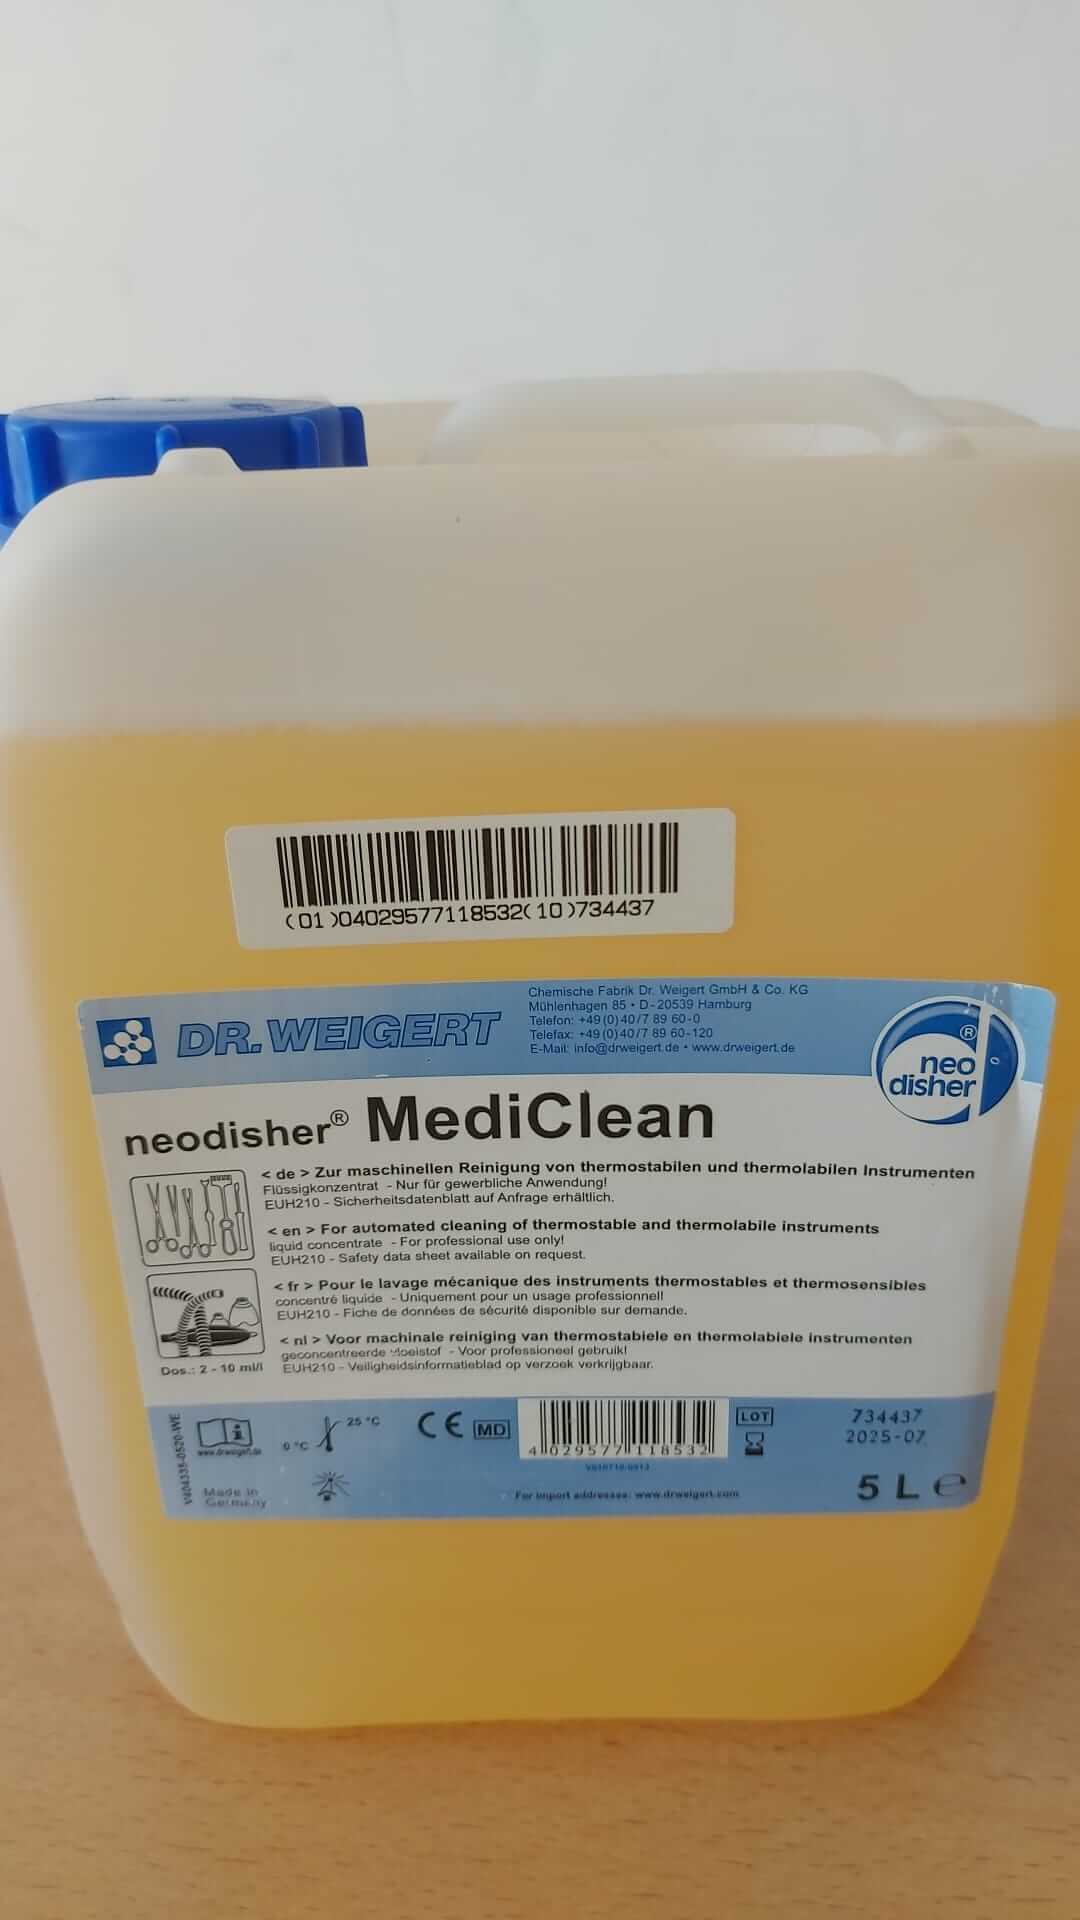 (01)04029577118532(10)734437
DR.WEIGERT
Chemische Fabrik Dr. Weigert GmbH & Co. KG
Mühlenhagen 85 • D-20539 Hamburg
Telefon: +49 (0) 40/7 89 60-0
Telefax: +49 (0) 40/7 89 60-120
E-Mail: info@drweigert.de • www.drweigert.de
neo
disher®
neodisher® MediClean
< de > Zur maschinellen Reinigung von thermostabilen und thermolabilen Instrumenten
Flüssigkonzentrat - Nur für gewerbliche Anwendung!
EUH210 - Sicherheitsdatenblatt auf Anfrage erhältlich.
< en > For automated cleaning of thermostable and thermolabile instruments
liquid concentrate - For professional use only!
EUH210 - Safety data sheet available on request.
< fr > Pour le lavage mécanique des instruments thermostables et thermosensibles
concentré liquide - Uniquement pour un usage professionnel!
EUH210 - Fiche de données de sécurité disponible sur demande.
< nl > Voor machinale reiniging van thermostabiele en thermolabiele instrumenten
geconcentreerde vloeistof - Voor professioneel gebruik!
EUH210 - Veiligheidsinformatieblad op verzoek verkrijgbaar.
Dos.: 2 - 10 ml/l
V404335-0520-WE
www.drweigert.de
0 °C
25 °C
CE
MD
4 029577 118532
LOT
734437
2025-07
Made in
Germany
For import addresses: www.drweigert.com
5 L e